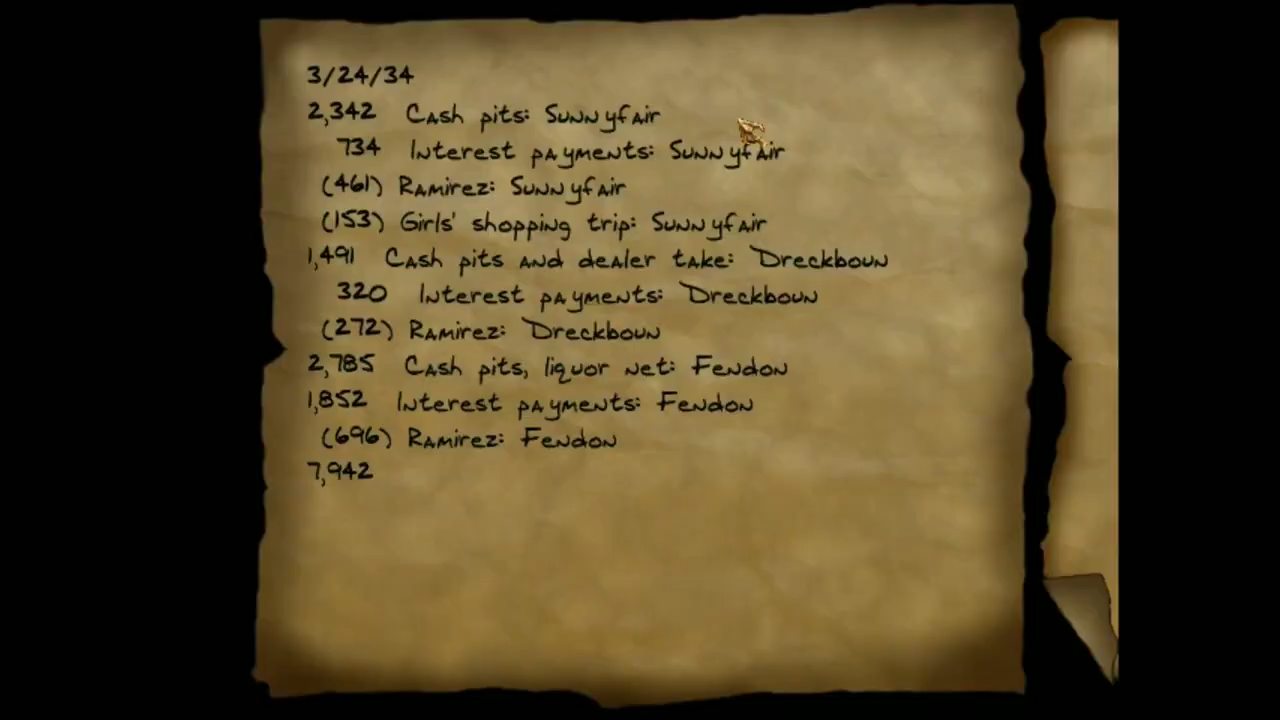 3/24/34
2,342 Cash pits: Sunnyfair
734 Interest payments: Sunnyfair
(461) Ramirez: Sunnyfair
(153) Girls' shopping trip: Sunnyfair
1,491 Cash pits and dealer take: Dreckboun
320 Interest payments: Dreckboun
(272) Ramirez: Dreckboun
2,785 Cash pits, liquor net: Fendon
1,852 Interest payments: Fendon
(696) Ramirez: Fendon
7,942